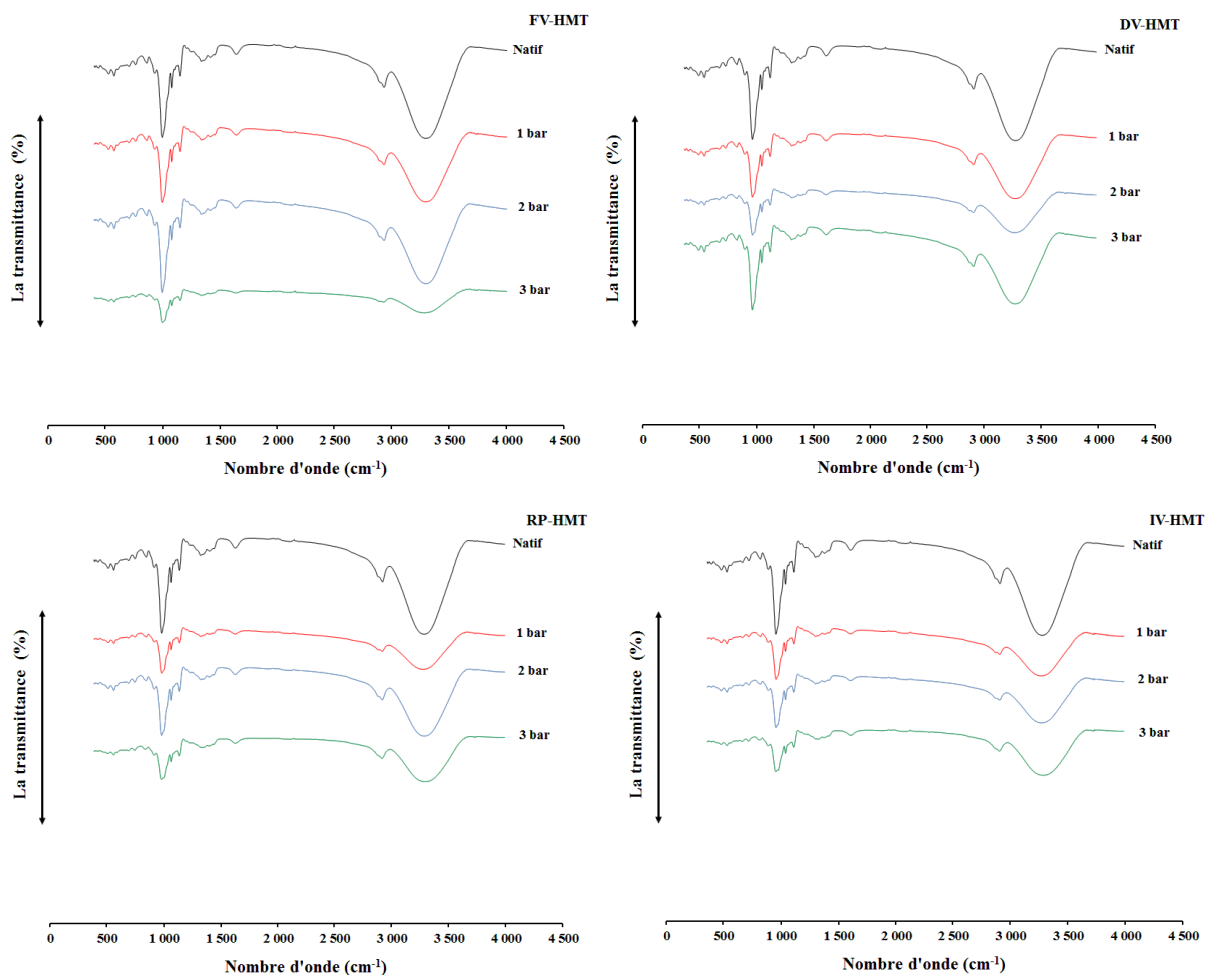 FV-HMT
Natif
1 bar
2 bar
3 bar
La transmittance (%)
0 500 1 000 1 500 2 000 2 500 3 000 3 500 4 000 4 500
Nombre d'onde (cm⁻¹)
DV-HMT
Natif
1 bar
2 bar
3 bar
La transmittance (%)
0 500 1 000 1 500 2 000 2 500 3 000 3 500 4 000 4 500
Nombre d'onde (cm⁻¹)
RP-HMT
Natif
1 bar
2 bar
3 bar
La transmittance (%)
0 500 1 000 1 500 2 000 2 500 3 000 3 500 4 000 4 500
Nombre d'onde (cm⁻¹)
IV-HMT
Natif
1 bar
2 bar
3 bar
La transmittance (%)
0 500 1 000 1 500 2 000 2 500 3 000 3 500 4 000 4 500
Nombre d'onde (cm⁻¹)